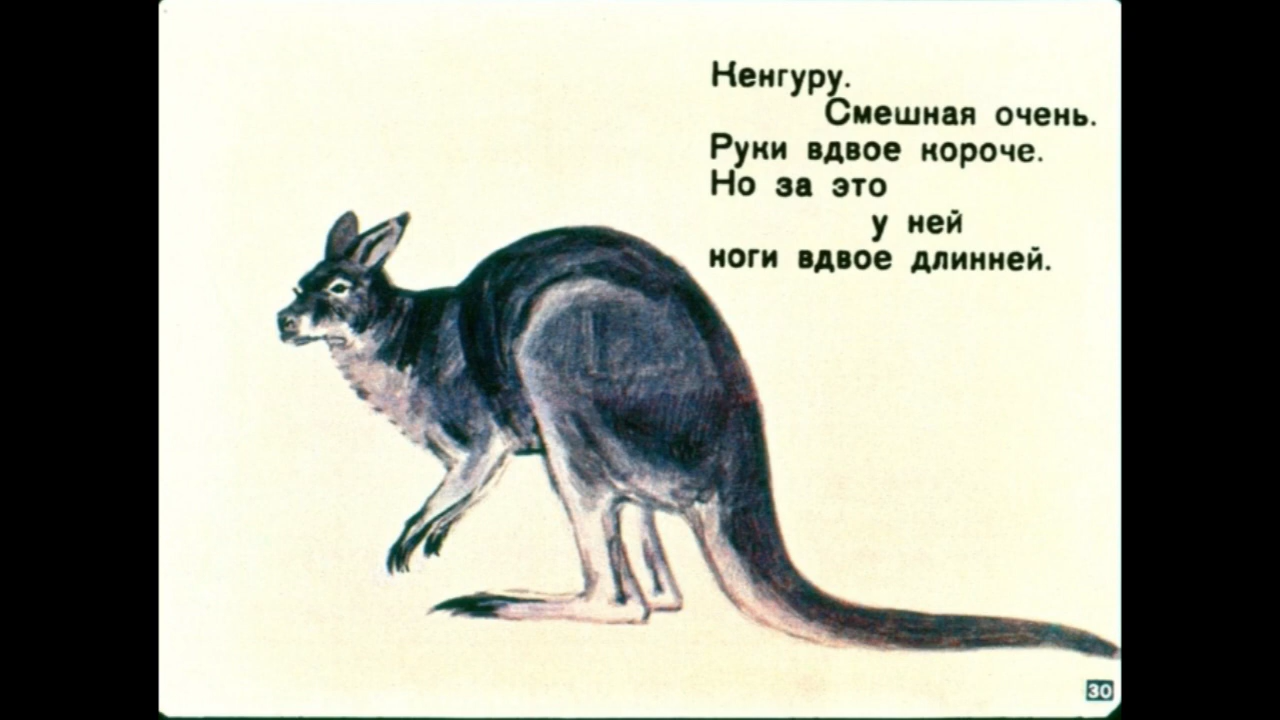 Кенгуру.
Смешная очень.
Руки вдвое короче.
Но за это
у ней
ноги вдвое длинней.
30